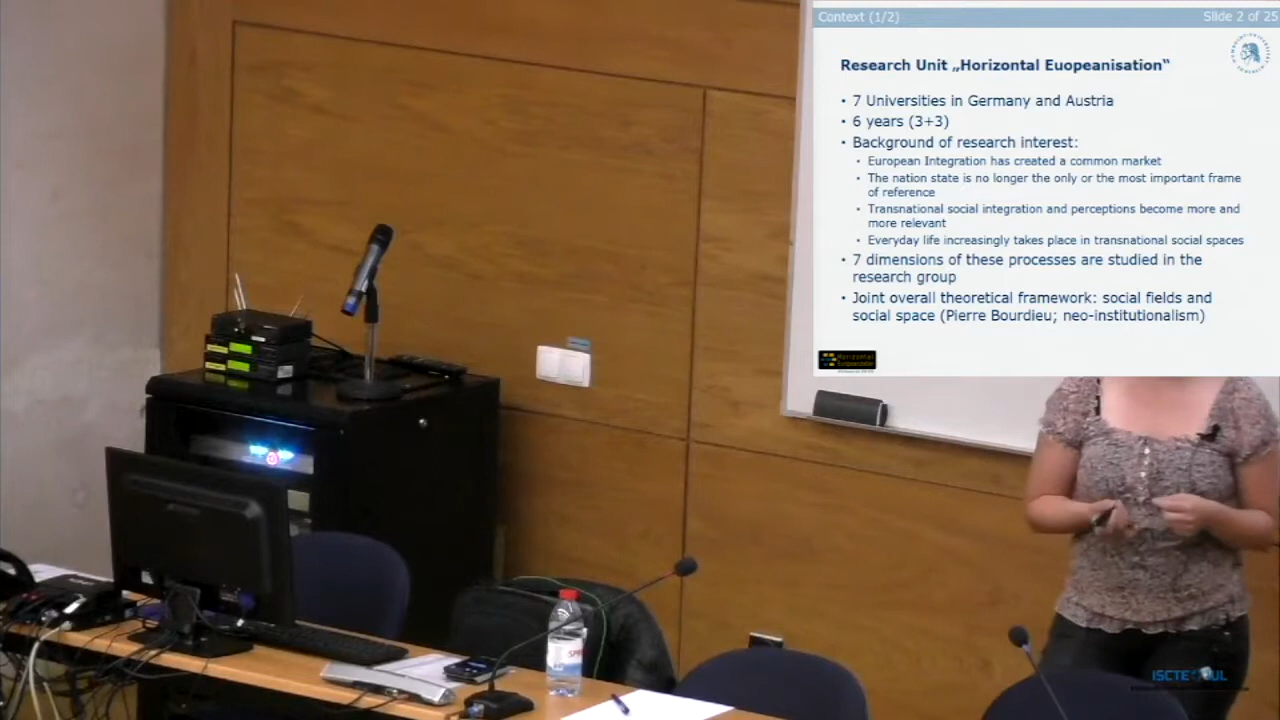 Context (1/2)
Slide 2 of 25
Research Unit „Horizontal Euopeanisation“
• 7 Universities in Germany and Austria
• 6 years (3+3)
• Background of research interest:
• European Integration has created a common market
• The nation state is no longer the only or the most important frame
of reference
• Transnational social integration and perceptions become more and
more relevant
• Everyday life increasingly takes place in transnational social spaces
• 7 dimensions of these processes are studied in the
research group
• Joint overall theoretical framework: social fields and
social space (Pierre Bourdieu; neo-institutionalism)
Horizontal
ISCTE IUL